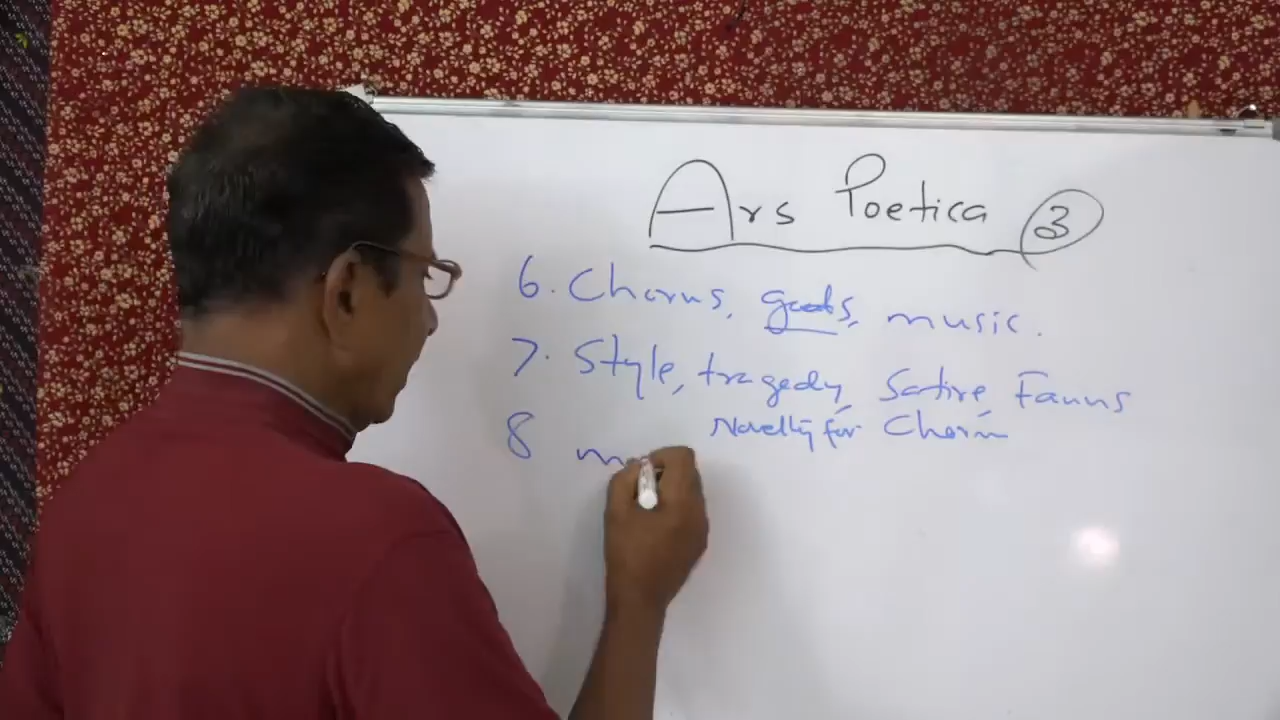 Ars Poetica 3
6. Chorus, gods, music.
7. Style, tragedy, Satire, Fauns
Novelty for Charm
8 m